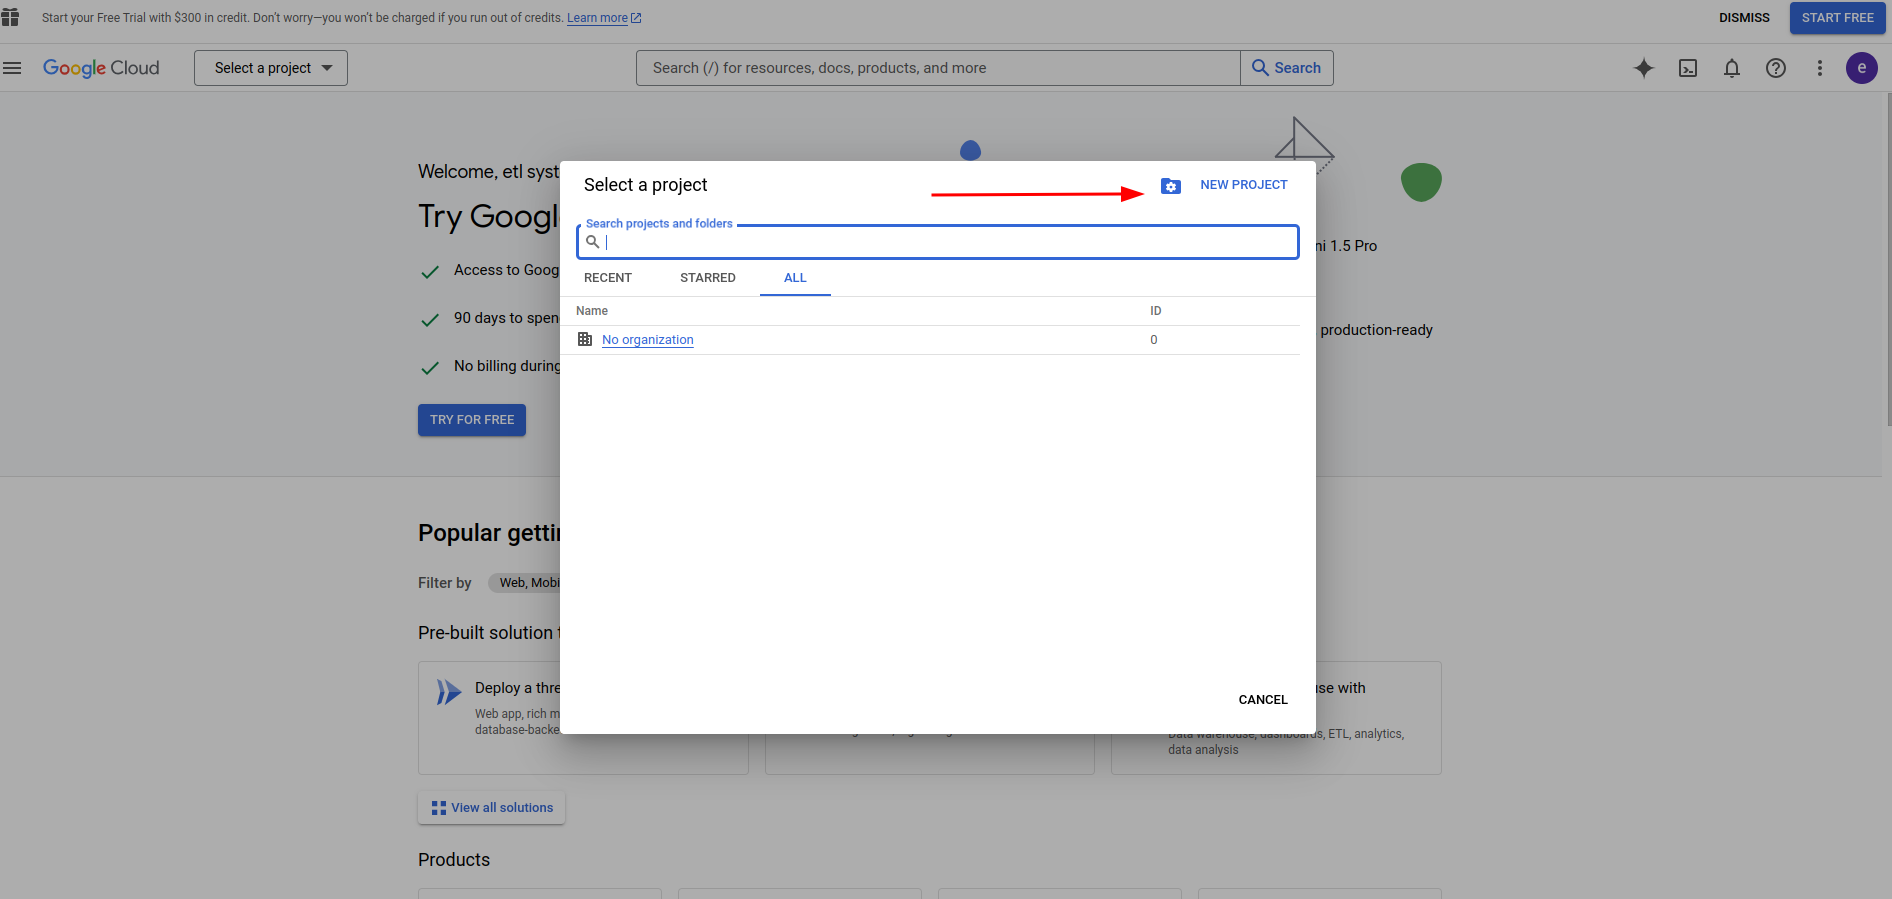 Start your Free Trial with $300 in credit. Don't worry—you won't be charged if you run out of credits. Learn more
DISMISS
START FREE
Google Cloud
Select a project
Search (/) for resources, docs, products, and more
Search
e
Welcome, etl syst
Try Googl
Access to Goog
90 days to spen
No billing during
TRY FOR FREE
ni 1.5 Pro
production-ready
Select a project
NEW PROJECT
Search projects and folders
RECENT
STARRED
ALL
Name
ID
No organization
0
CANCEL
Popular gettin
Filter by
Web, Mobi
Pre-built solution t
Deploy a thre
Web app, rich m
database-backe
use with
Data warehouse, dashboards, ETL, analytics,
data analysis
View all solutions
Products